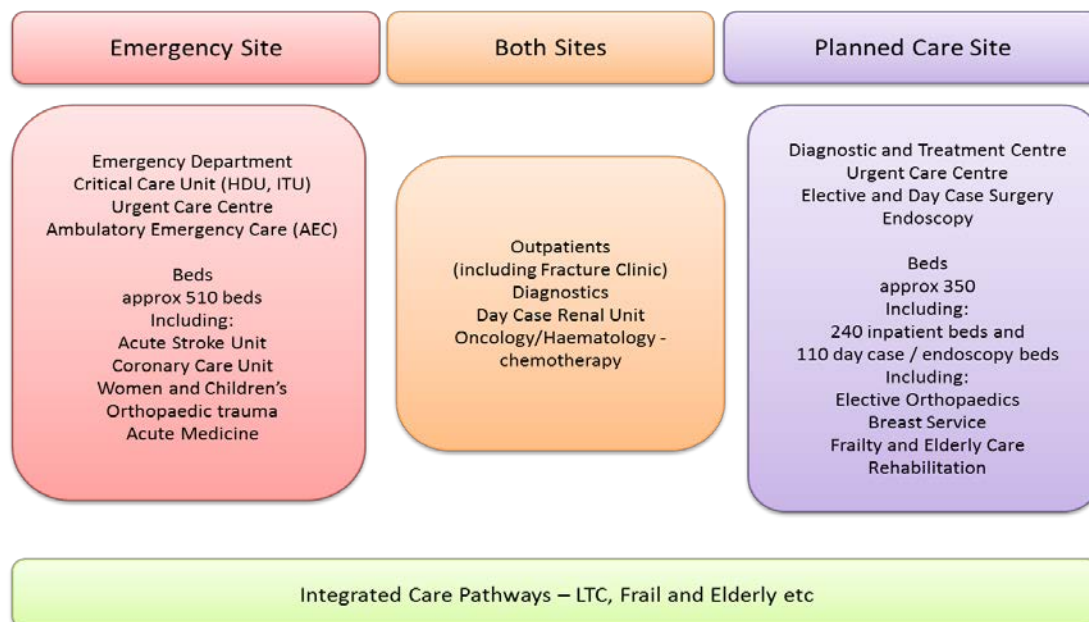 Emergency Site
Both Sites
Planned Care Site
Emergency Department
Critical Care Unit (HDU, ITU)
Urgent Care Centre
Ambulatory Emergency Care (AEC)
Beds
approx 510 beds
Including:
Acute Stroke Unit
Coronary Care Unit
Women and Children’s
Orthopaedic trauma
Acute Medicine
Outpatients
(including Fracture Clinic)
Diagnostics
Day Case Renal Unit
Oncology/Haematology -
chemotherapy
Diagnostic and Treatment Centre
Urgent Care Centre
Elective and Day Case Surgery
Endoscopy
Beds
approx 350
Including:
240 inpatient beds and
110 day case / endoscopy beds
Including:
Elective Orthopaedics
Breast Service
Frailty and Elderly Care
Rehabilitation
Integrated Care Pathways – LTC, Frail and Elderly etc